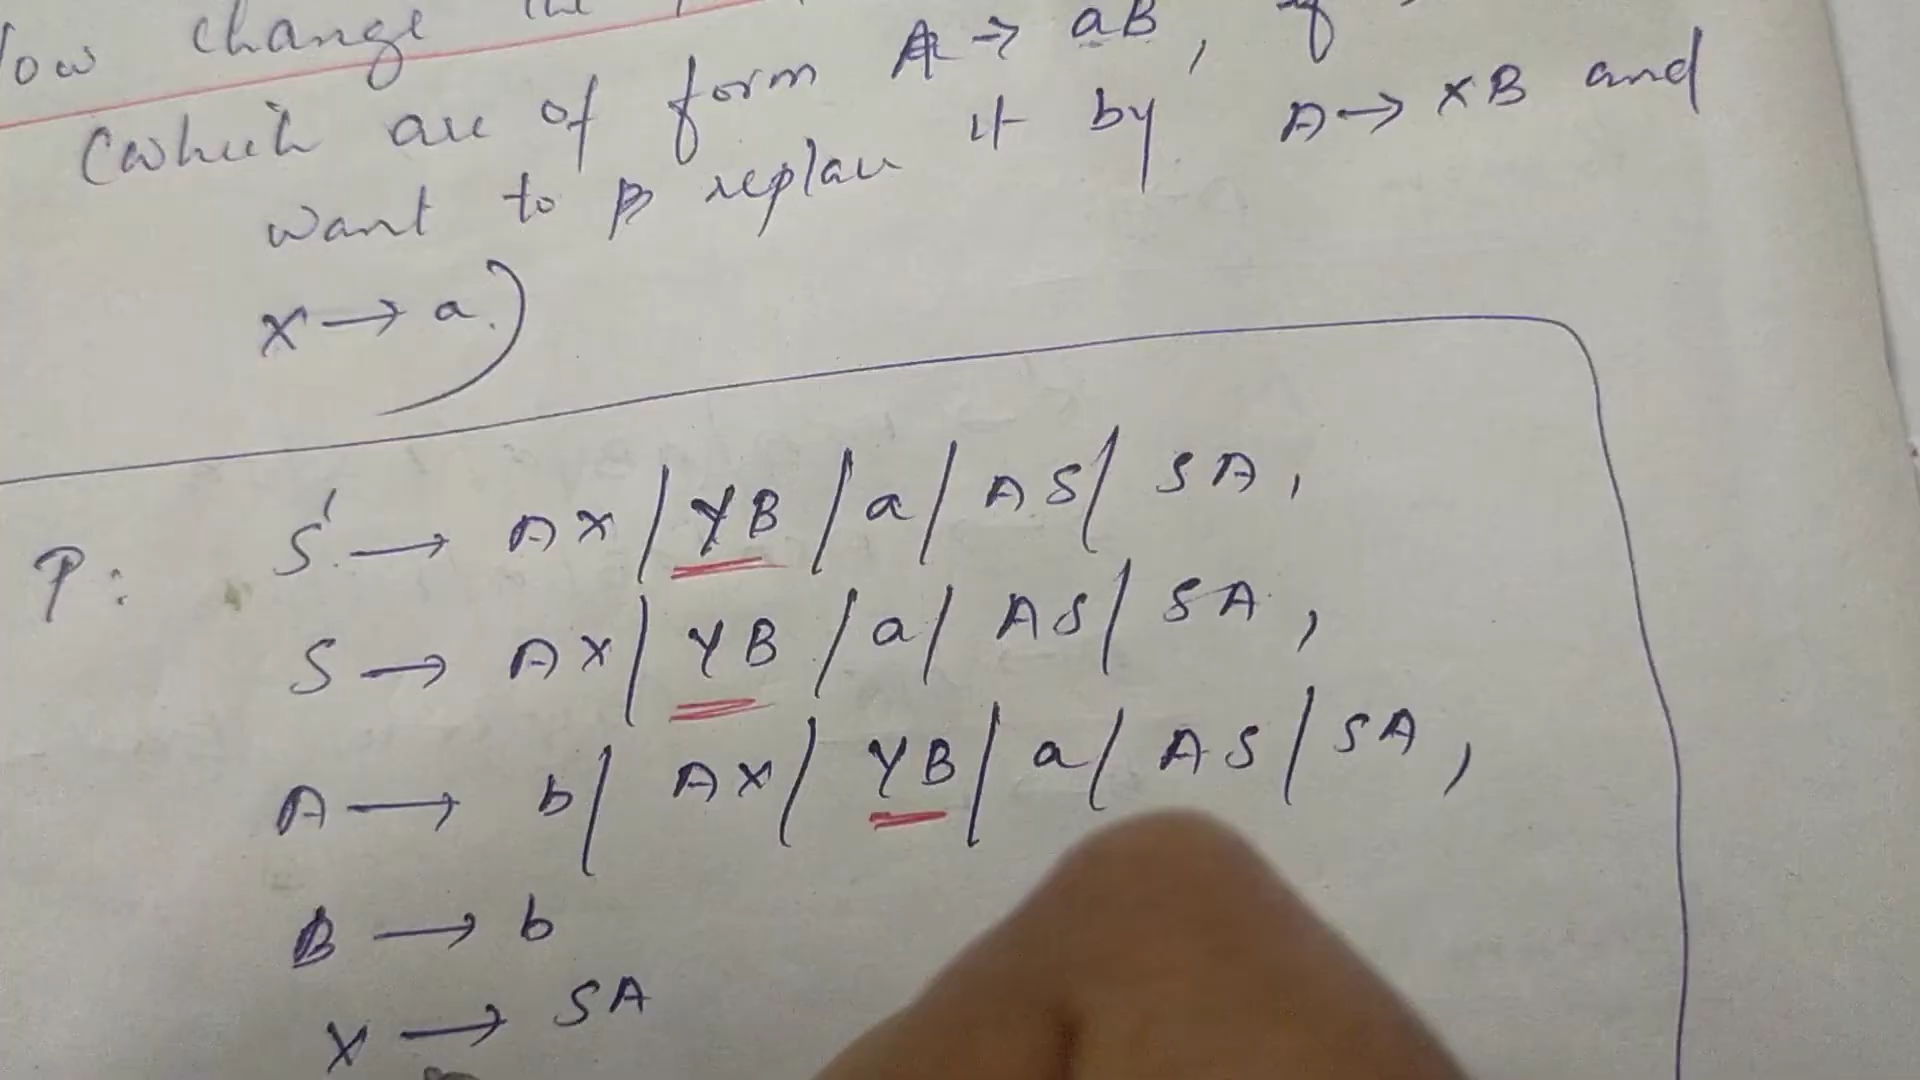 change the
(which are of form A → aB, if
want to replace it by A → XB and
X → a.)
P: S' → AX | YB | a | AS | SA,
S → AX | YB | a | AS | SA,
A → b | AX | YB | a | AS | SA,
B → b
X → SA